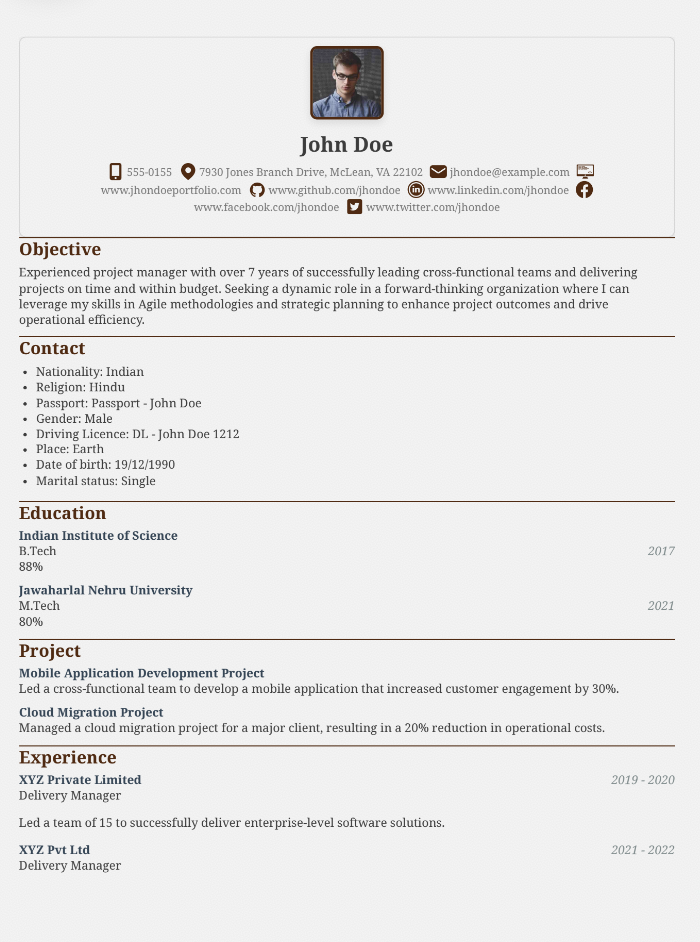 John Doe
555-0155 7930 Jones Branch Drive, McLean, VA 22102 jhondoe@example.com
www.jhondoeportfolio.com www.github.com/jhondoe www.linkedin.com/jhondoe
www.facebook.com/jhondoe www.twitter.com/jhondoe
Objective
Experienced project manager with over 7 years of successfully leading cross-functional teams and delivering
projects on time and within budget. Seeking a dynamic role in a forward-thinking organization where I can
leverage my skills in Agile methodologies and strategic planning to enhance project outcomes and drive
operational efficiency.
Contact
• Nationality: Indian
• Religion: Hindu
• Passport: Passport - John Doe
• Gender: Male
• Driving Licence: DL - John Doe 1212
• Place: Earth
• Date of birth: 19/12/1990
• Marital status: Single
Education
Indian Institute of Science
B.Tech 2017
88%
Jawaharlal Nehru University
M.Tech 2021
80%
Project
Mobile Application Development Project
Led a cross-functional team to develop a mobile application that increased customer engagement by 30%.
Cloud Migration Project
Managed a cloud migration project for a major client, resulting in a 20% reduction in operational costs.
Experience
XYZ Private Limited 2019 - 2020
Delivery Manager
Led a team of 15 to successfully deliver enterprise-level software solutions.
XYZ Pvt Ltd 2021 - 2022
Delivery Manager